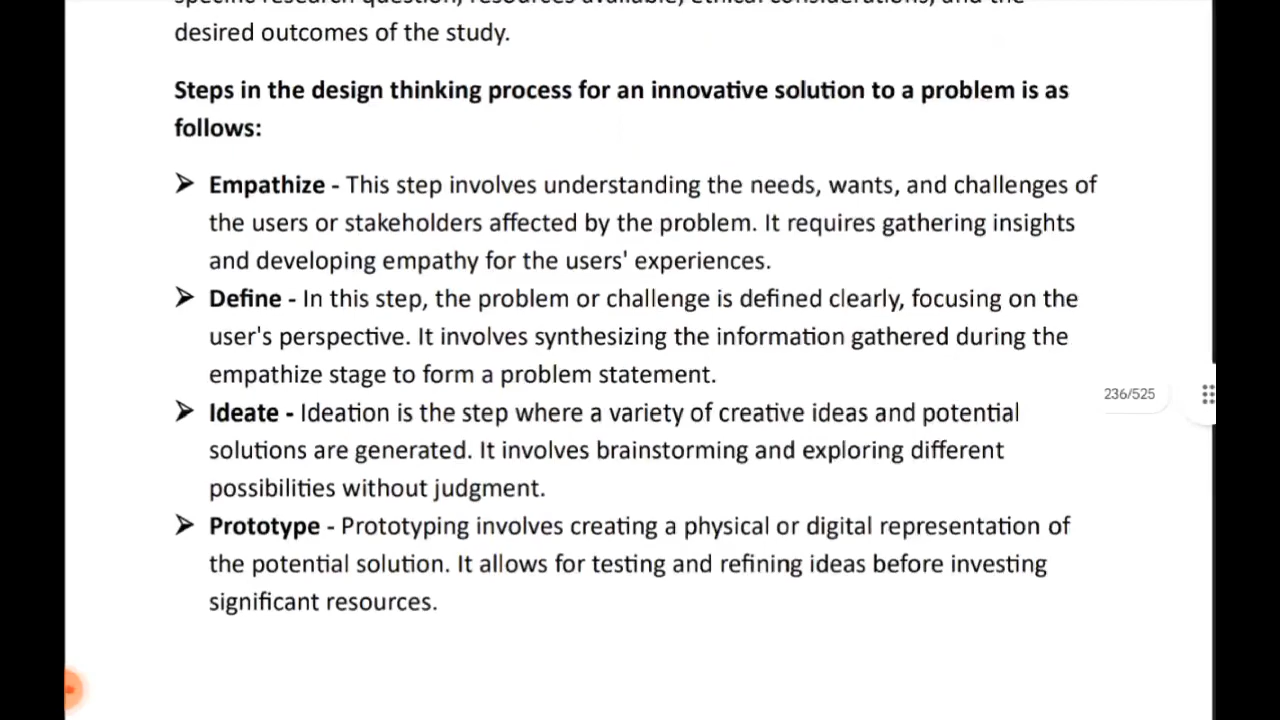 desired outcomes of the study.
Steps in the design thinking process for an innovative solution to a problem is as
follows:
➤ Empathize - This step involves understanding the needs, wants, and challenges of
the users or stakeholders affected by the problem. It requires gathering insights
and developing empathy for the users' experiences.
➤ Define - In this step, the problem or challenge is defined clearly, focusing on the
user's perspective. It involves synthesizing the information gathered during the
empathize stage to form a problem statement.
➤ Ideate - Ideation is the step where a variety of creative ideas and potential
236/525
solutions are generated. It involves brainstorming and exploring different
possibilities without judgment.
➤ Prototype - Prototyping involves creating a physical or digital representation of
the potential solution. It allows for testing and refining ideas before investing
significant resources.